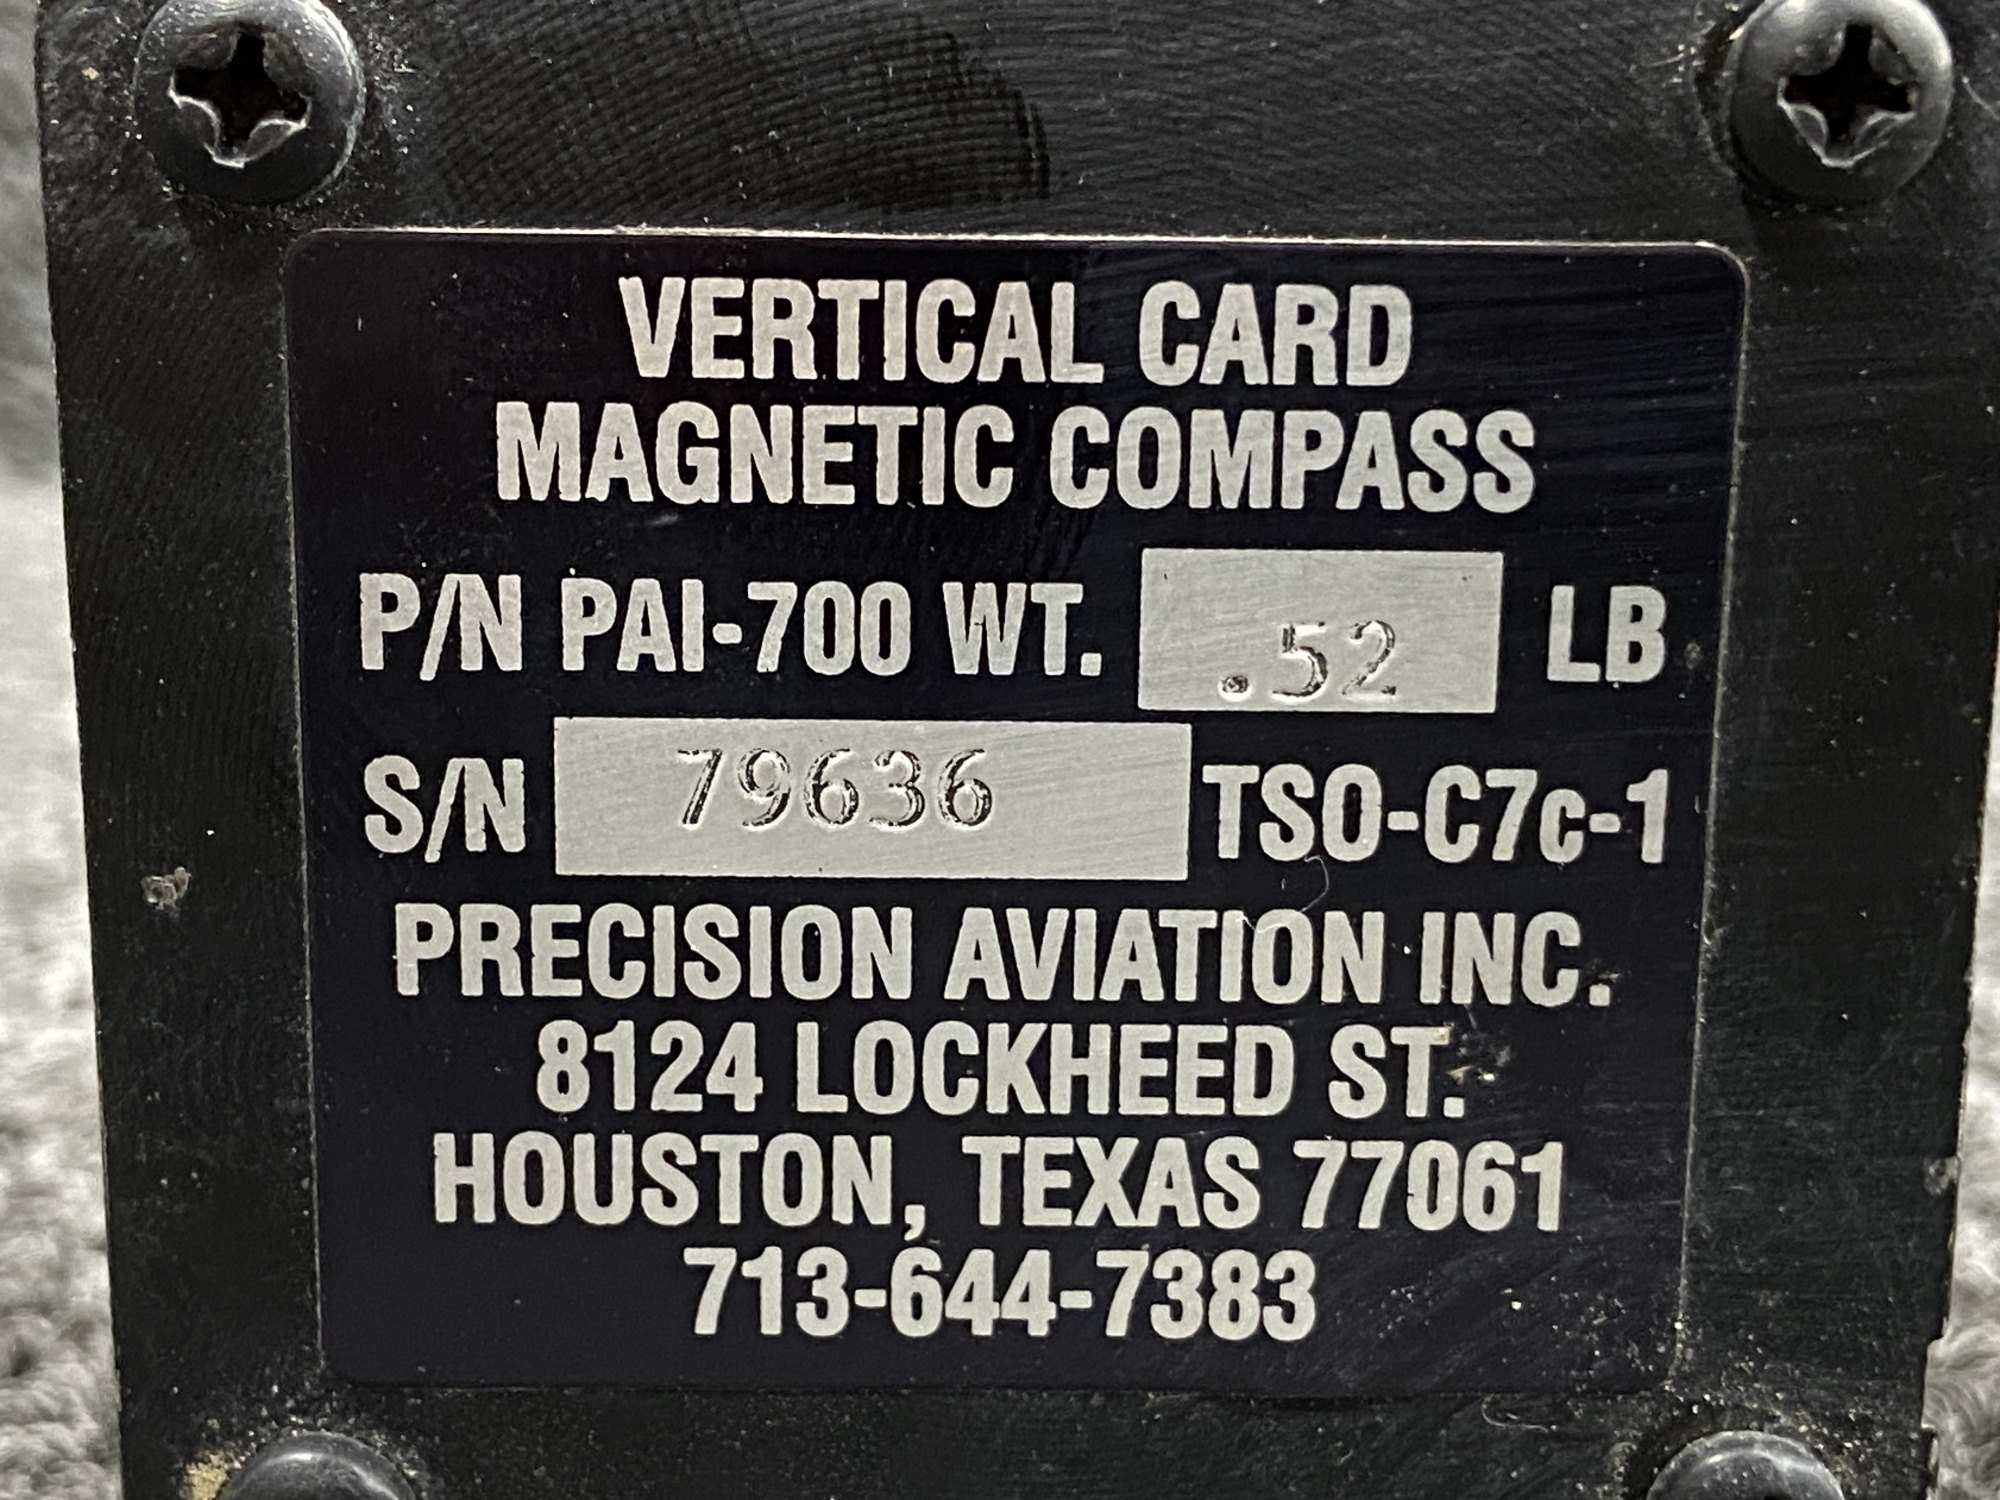 VERTICAL CARD
MAGNETIC COMPASS
P/N PAI-700 WT. .52 LB
S/N 79636 TSO-C7c-1
PRECISION AVIATION INC.
8124 LOCKHEED ST.
HOUSTON, TEXAS 77061
713-644-7383